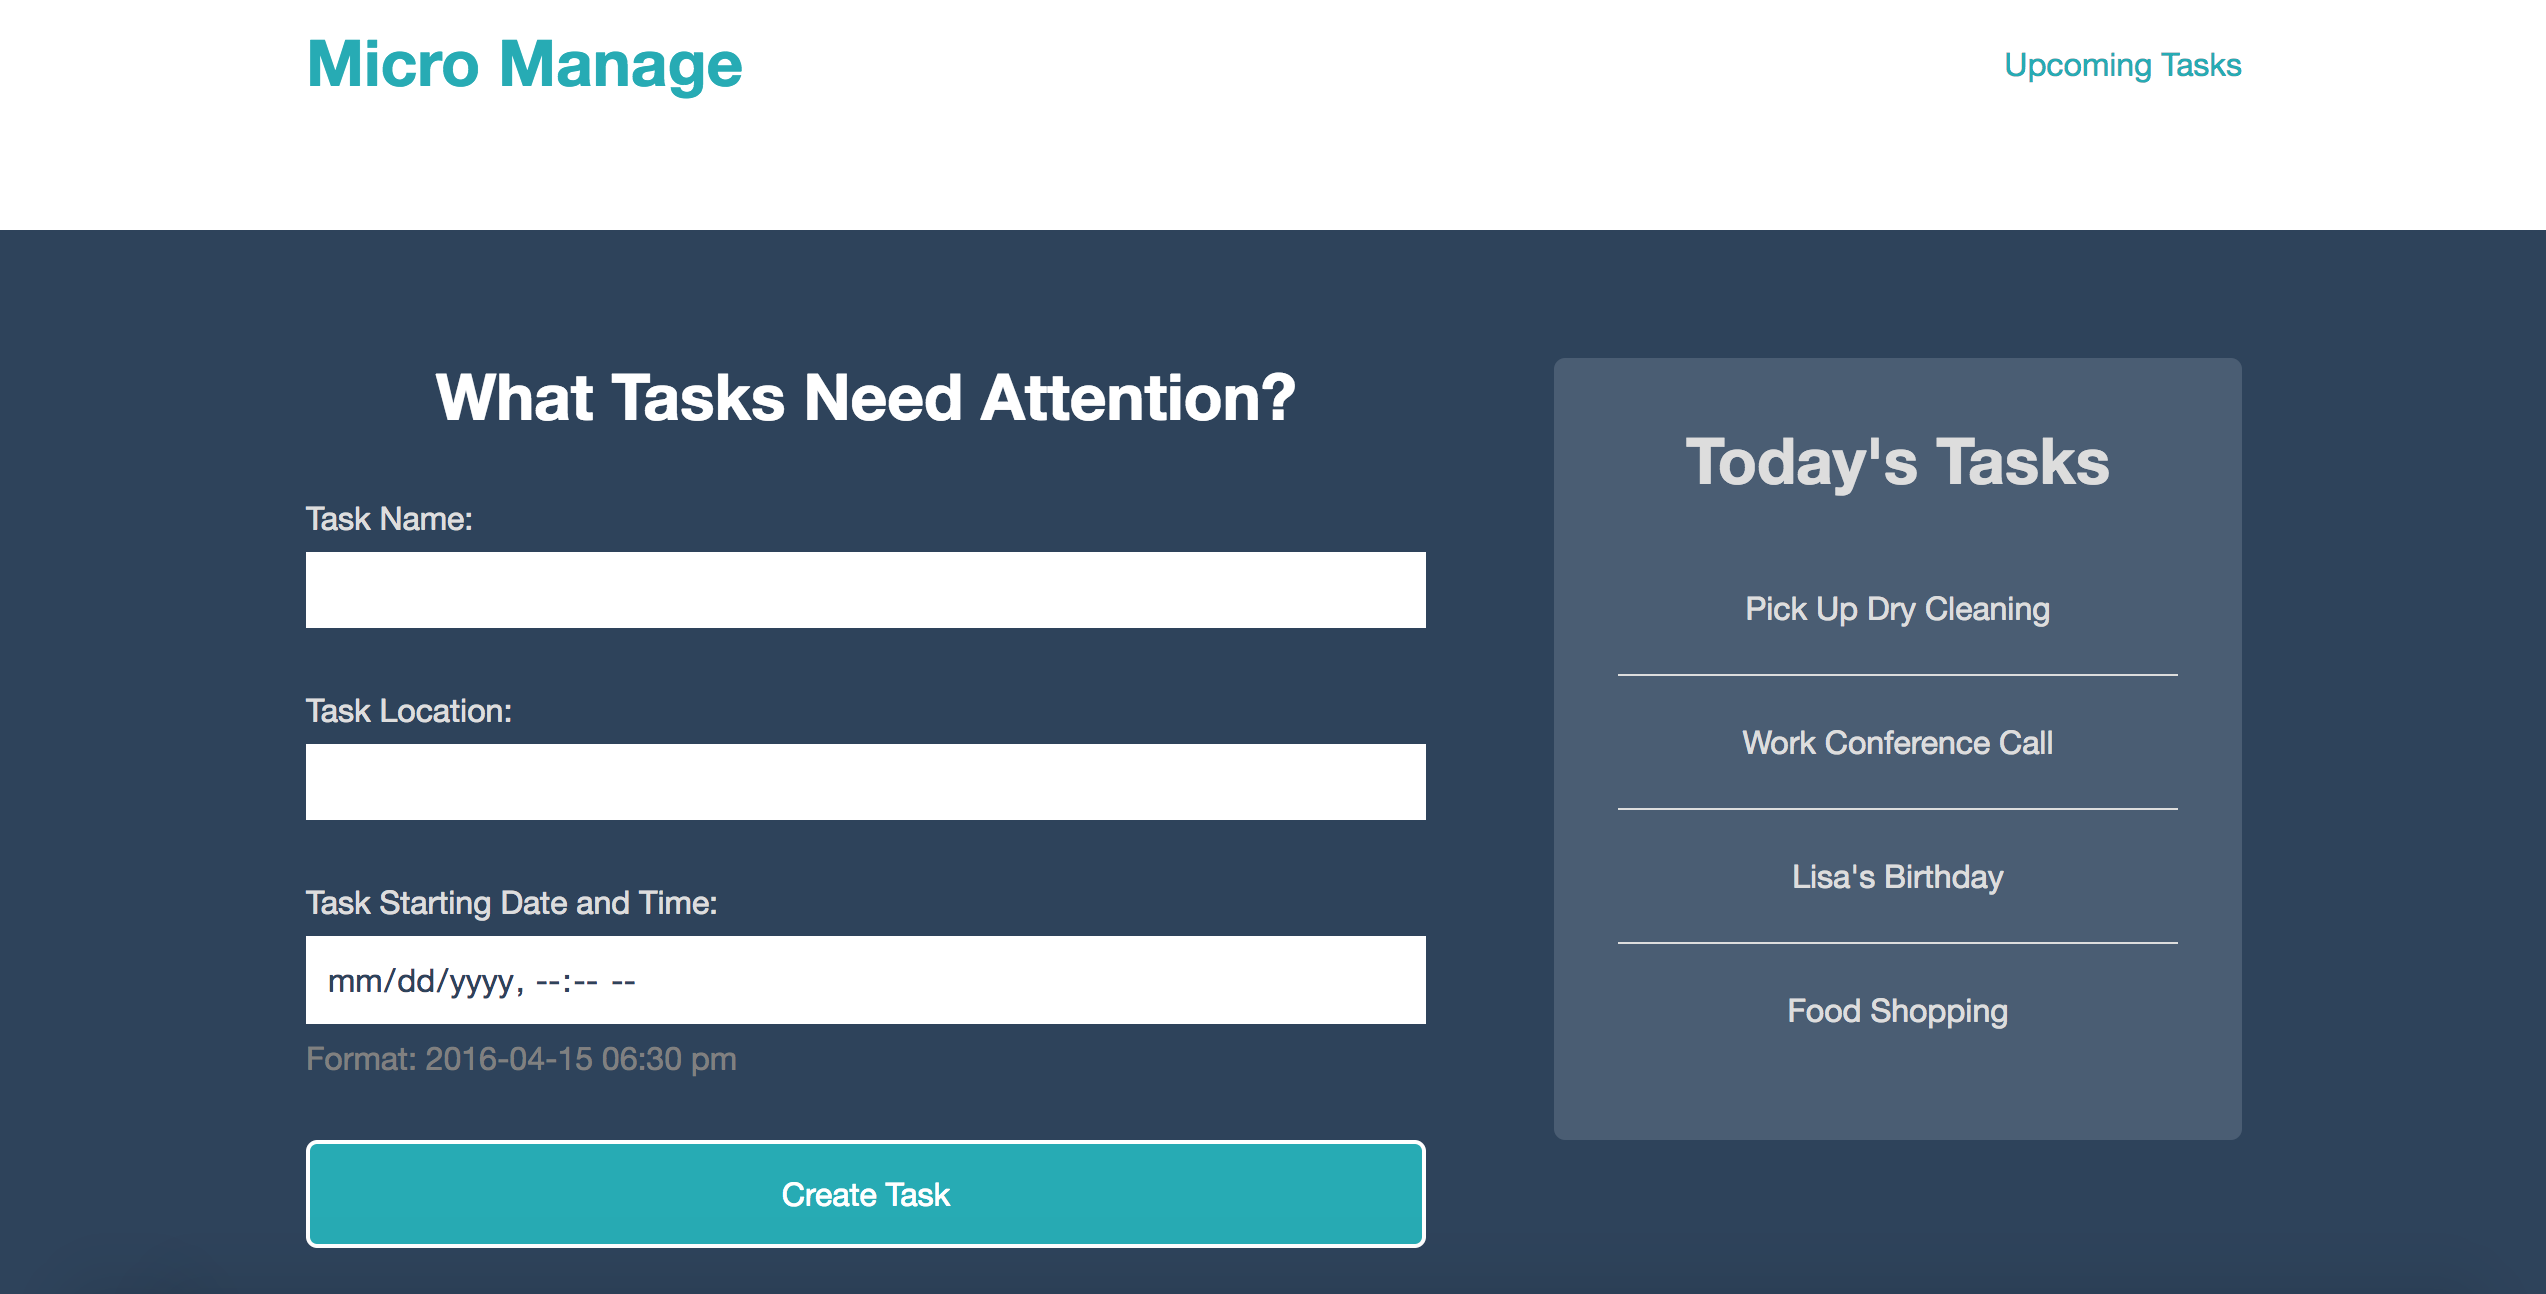 Micro Manage
Upcoming Tasks
What Tasks Need Attention?
Task Name:
Task Location:
Task Starting Date and Time:
mm/dd/yyyy, --:-- --
Format: 2016-04-15 06:30 pm
Create Task
Today's Tasks
Pick Up Dry Cleaning
Work Conference Call
Lisa's Birthday
Food Shopping